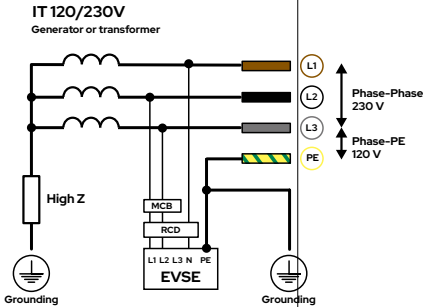 IT 120/230V
Generator or transformer
L1
L2
Phase-Phase
230 V
L3
Phase-PE
120 V
PE
High Z
MCB
RCD
L1 L2 L3 N PE
EVSE
Grounding
Grounding